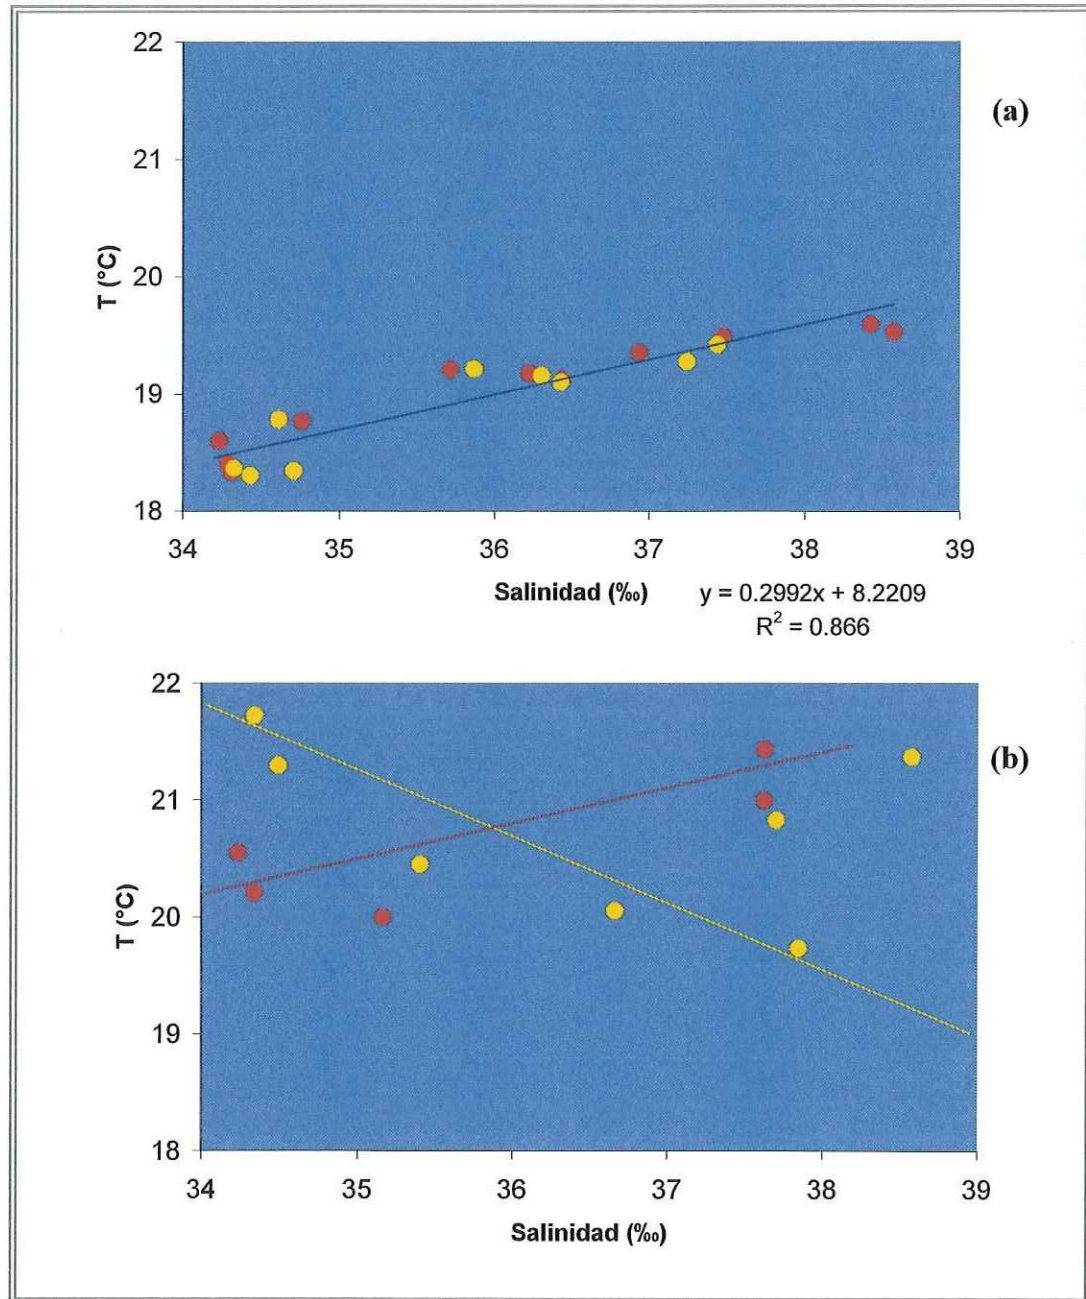 22
(a)
21
20
T (°C)
19
18
34 35 36 37 38 39
Salinidad (‰) y = 0.2992x + 8.2209
R² = 0.866
22
(b)
21
20
T (°C)
19
18
34 35 36 37 38 39
Salinidad (‰)